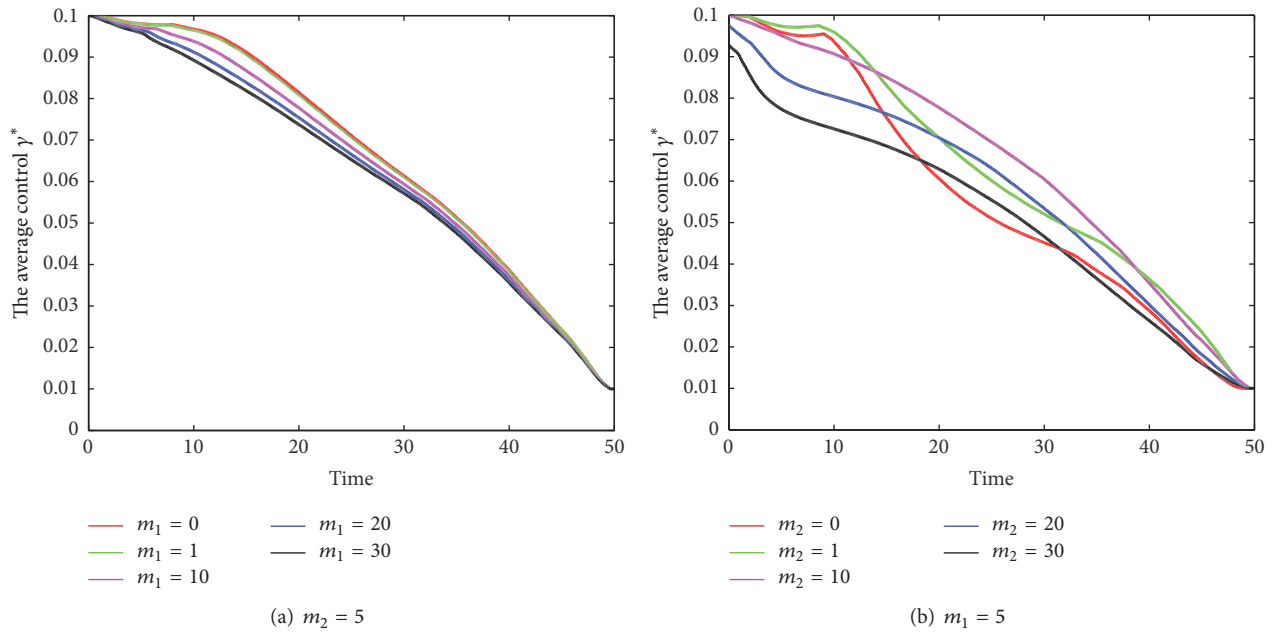 The average control γ*
0.1
0.09
0.08
0.07
0.06
0.05
0.04
0.03
0.02
0.01
0
0 10 20 30 40 50
Time
m₁ = 0
m₁ = 1
m₁ = 10
m₁ = 20
m₁ = 30
(a) m₂ = 5
The average control γ*
0.1
0.09
0.08
0.07
0.06
0.05
0.04
0.03
0.02
0.01
0
0 10 20 30 40 50
Time
m₂ = 0
m₂ = 1
m₂ = 10
m₂ = 20
m₂ = 30
(b) m₁ = 5